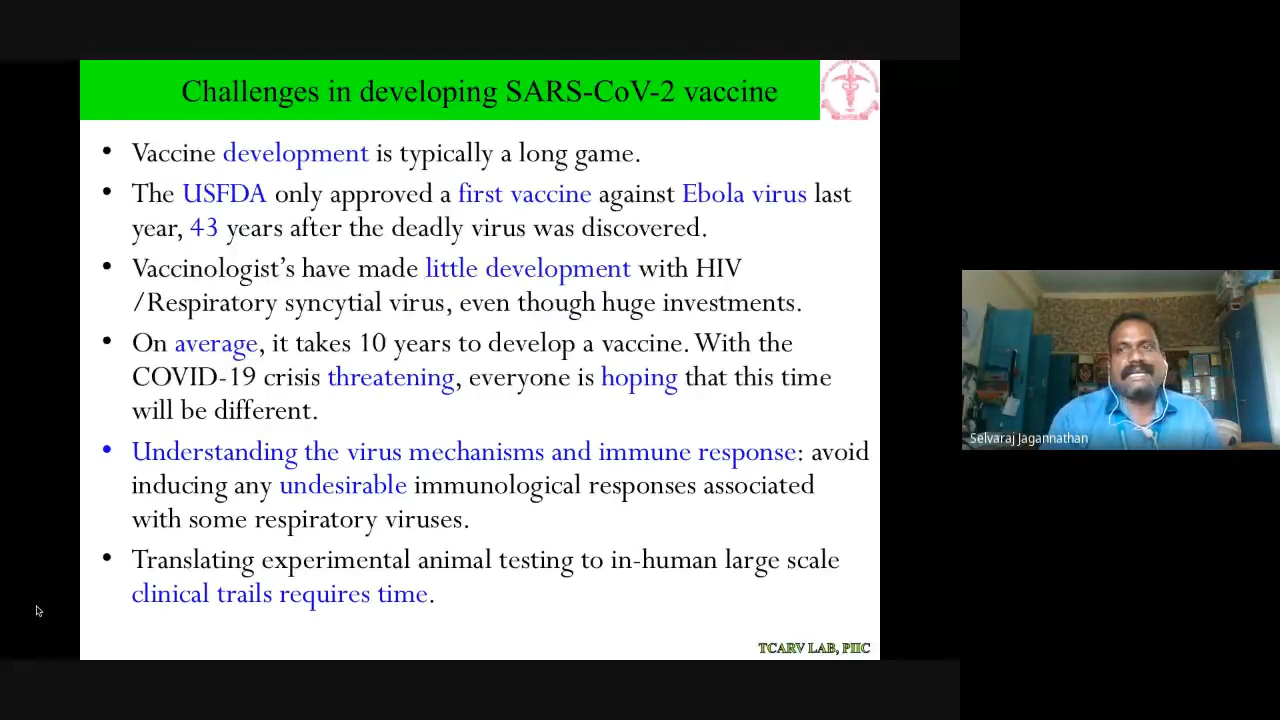 Challenges in developing SARS-CoV-2 vaccine
• Vaccine development is typically a long game.
• The USFDA only approved a first vaccine against Ebola virus last
year, 43 years after the deadly virus was discovered.
• Vaccinologist's have made little development with HIV
/Respiratory syncytial virus, even though huge investments.
• On average, it takes 10 years to develop a vaccine. With the
COVID-19 crisis threatening, everyone is hoping that this time
will be different.
• Understanding the virus mechanisms and immune response: avoid
inducing any undesirable immunological responses associated
with some respiratory viruses.
• Translating experimental animal testing to in-human large scale
clinical trails requires time.
TCARV LAB, PIIC
Selvaraj Jagannathan